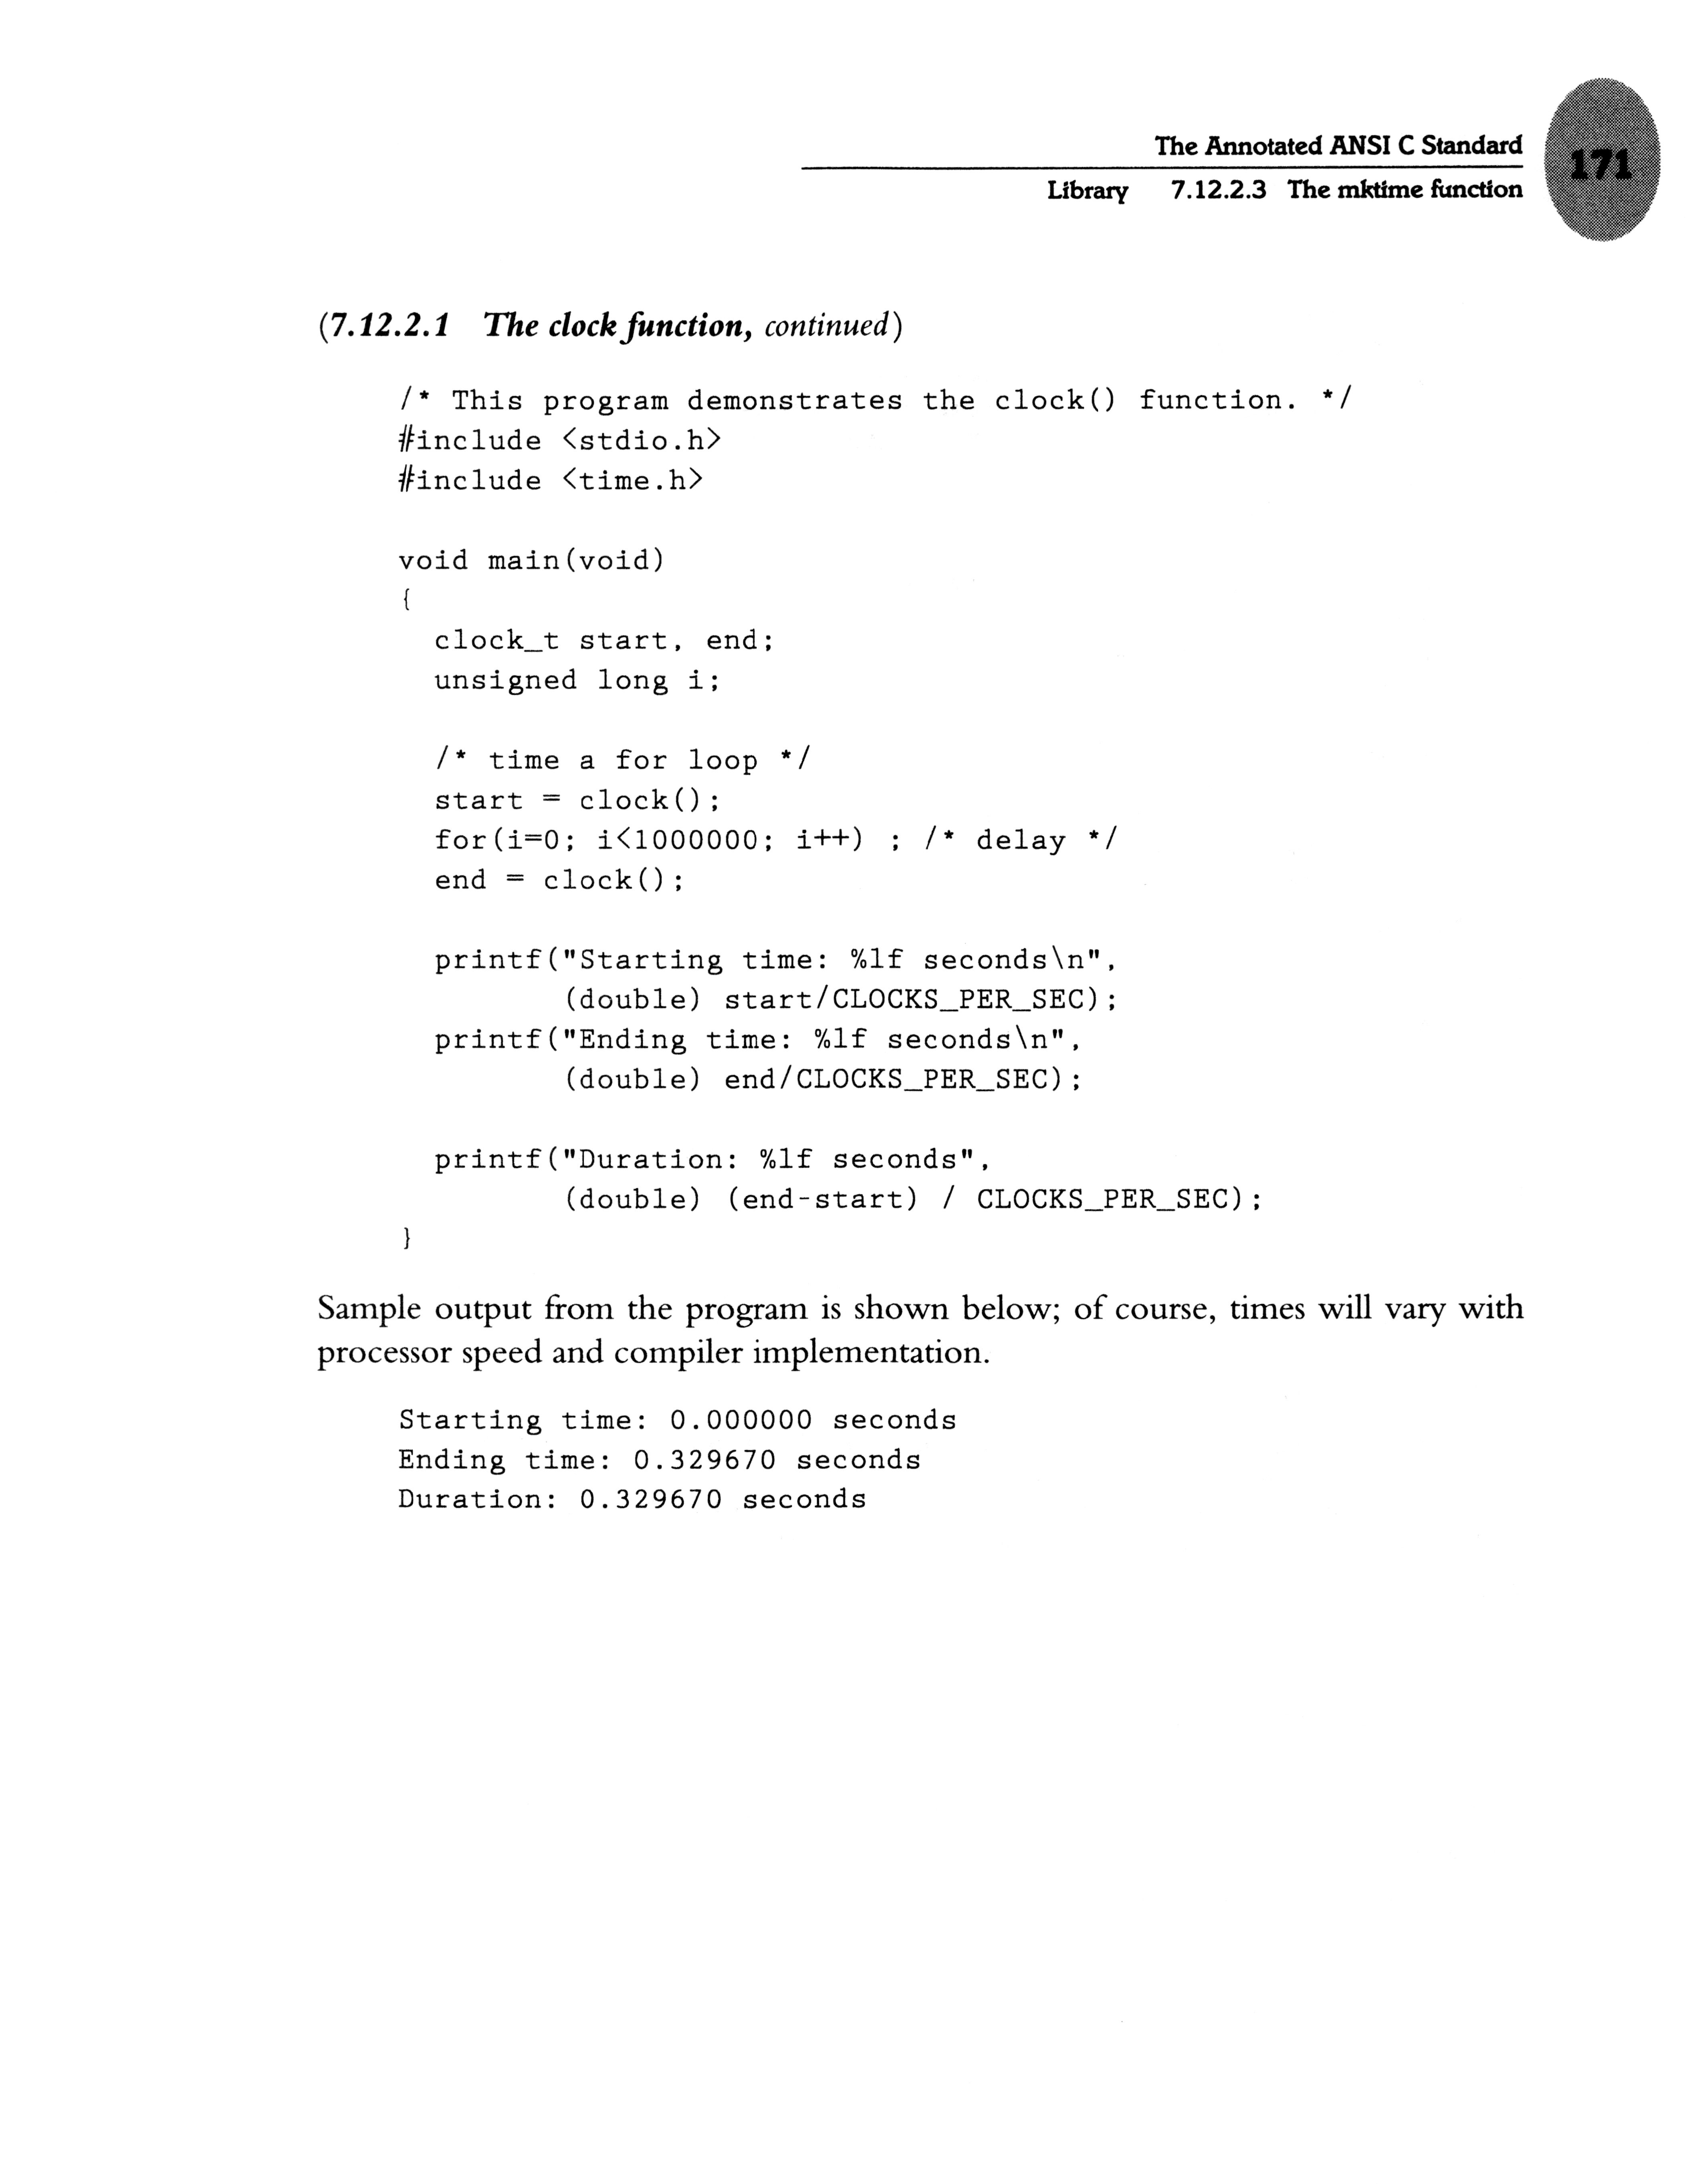 The Annotated ANSI C Standard
171
Library 7.12.2.3 The mktime function
(7.12.2.1 The clock function, continued)
/* This program demonstrates the clock() function. */
#include <stdio.h>
#include <time.h>
void main(void)
{
clock_t start, end;
unsigned long i;
/* time a for loop */
start = clock();
for(i=0; i<1000000; i++) ; /* delay */
end = clock();
printf("Starting time: %lf seconds\n",
(double) start/CLOCKS_PER_SEC);
printf("Ending time: %lf seconds\n",
(double) end/CLOCKS_PER_SEC);
printf("Duration: %lf seconds",
(double) (end-start) / CLOCKS_PER_SEC);
}
Sample output from the program is shown below; of course, times will vary with
processor speed and compiler implementation.
Starting time: 0.000000 seconds
Ending time: 0.329670 seconds
Duration: 0.329670 seconds